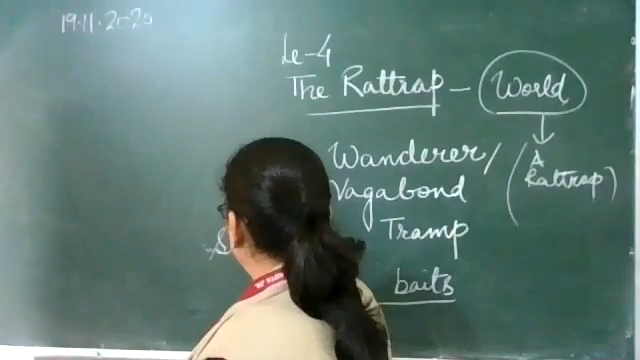 19.11.2020
Le-4
The Rattrap - World
Wanderer/ (A Rattrap)
Vagabond
Tramp
baits